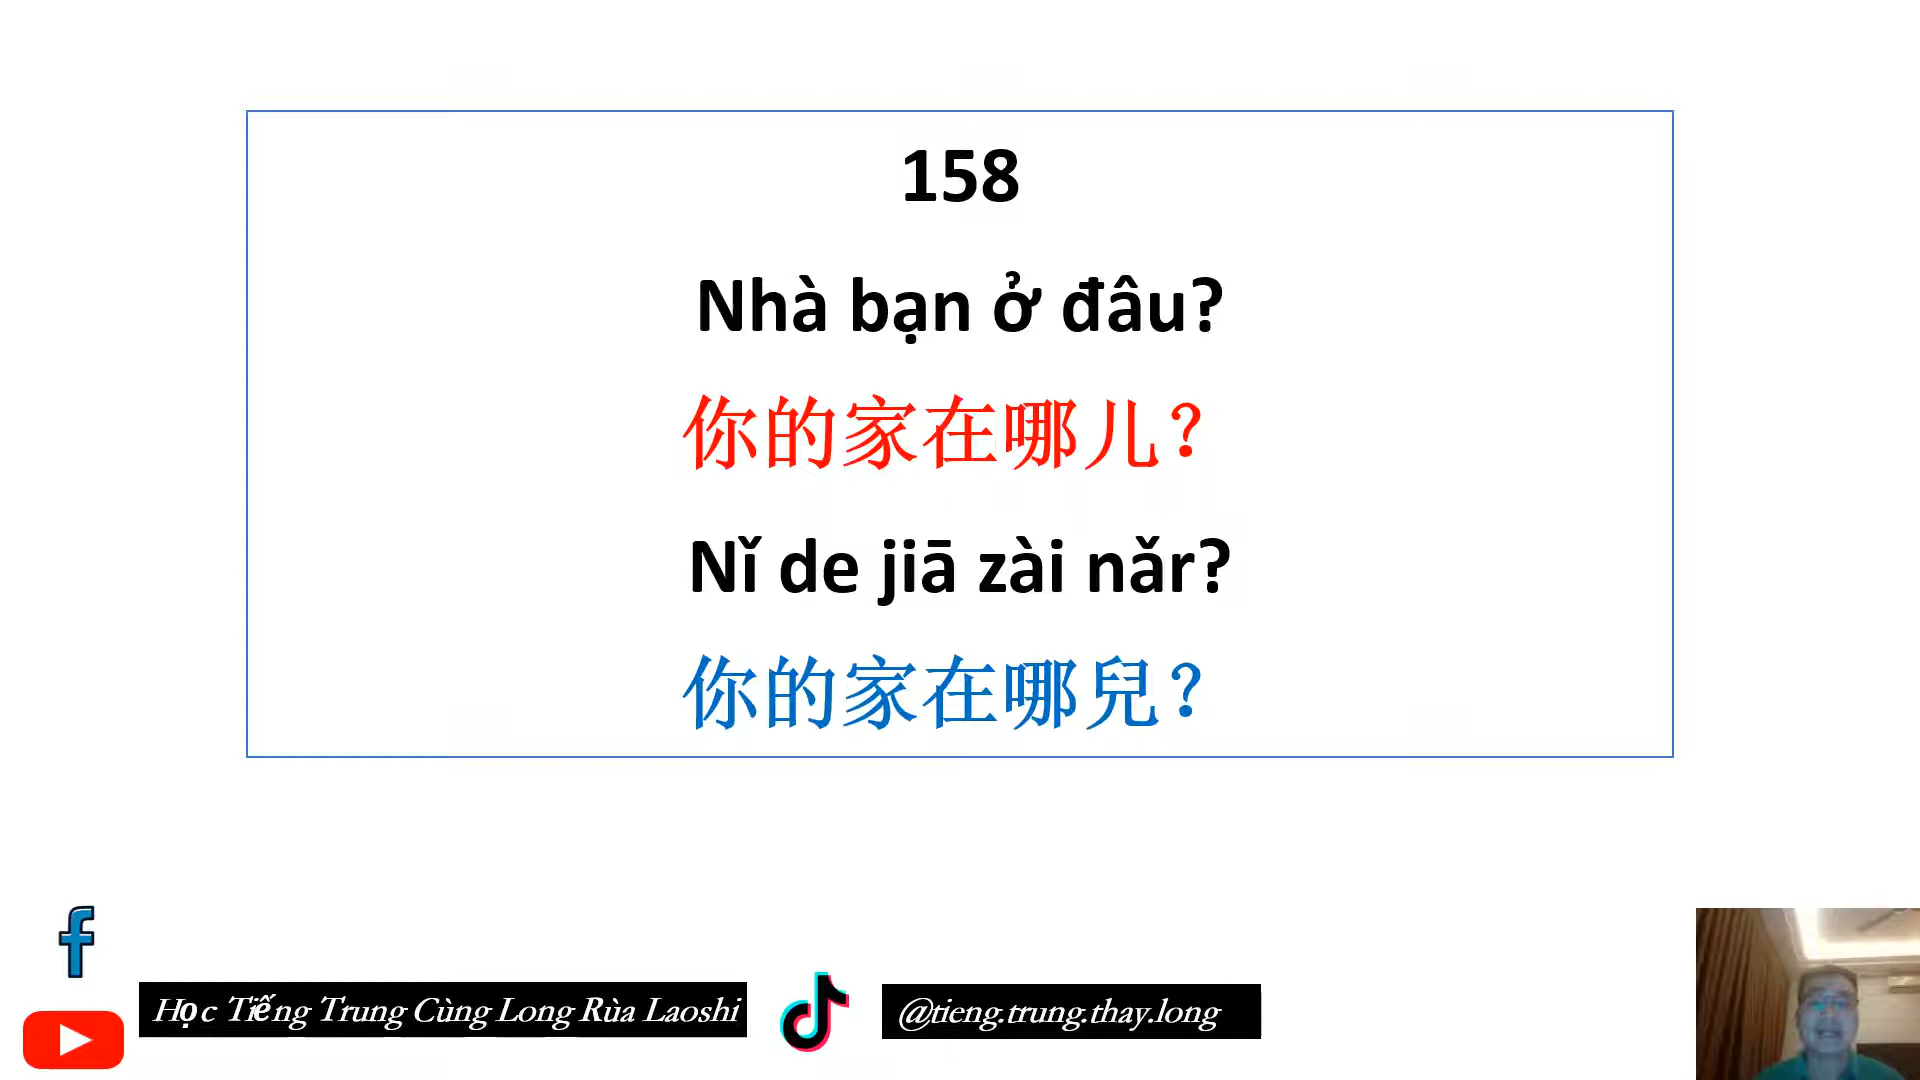 158
Nhà bạn ở đâu?
你的家在哪儿？
Nǐ de jiā zài nǎr?
你的家在哪兒？
Học Tiếng Trung Cùng Long Rùa Laoshi
@tieng.trung.thay.long